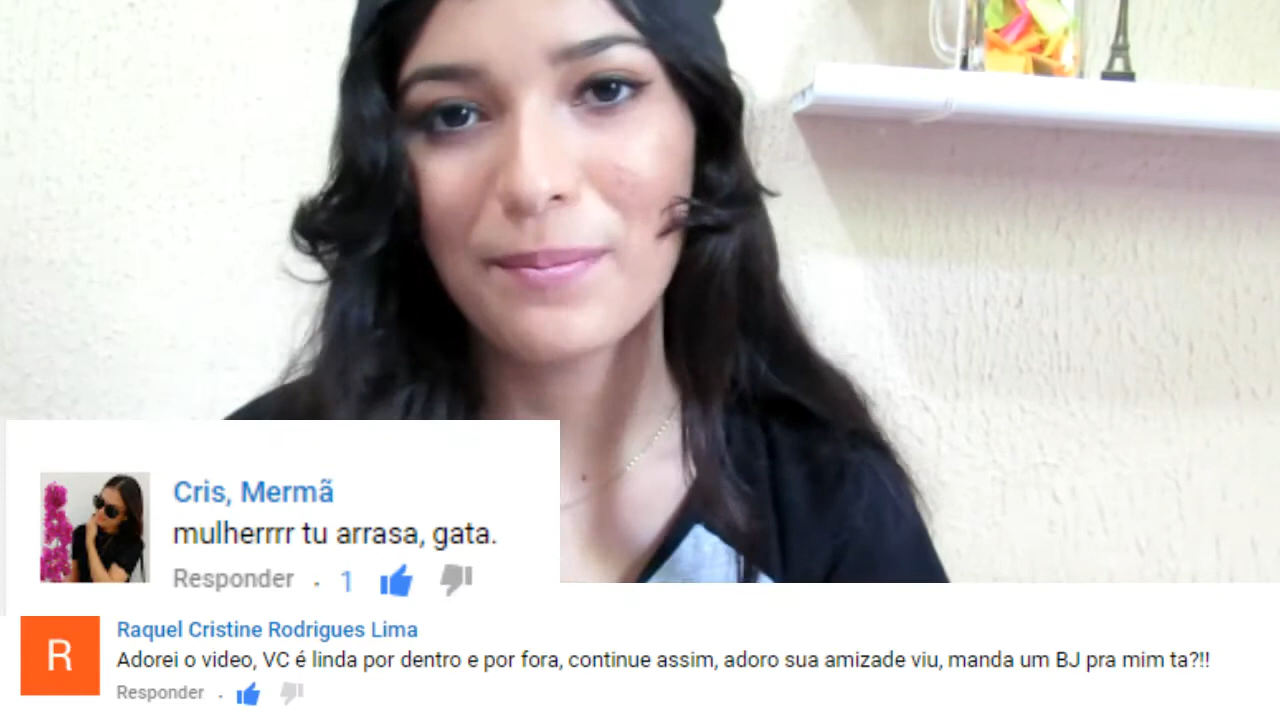 Cris, Mermã
mulherrrr tu arrasa, gata.
Responder . 1
R
Raquel Cristine Rodrigues Lima
Adorei o video, VC é linda por dentro e por fora, continue assim, adoro sua amizade viu, manda um BJ pra mim ta?!!
Responder .